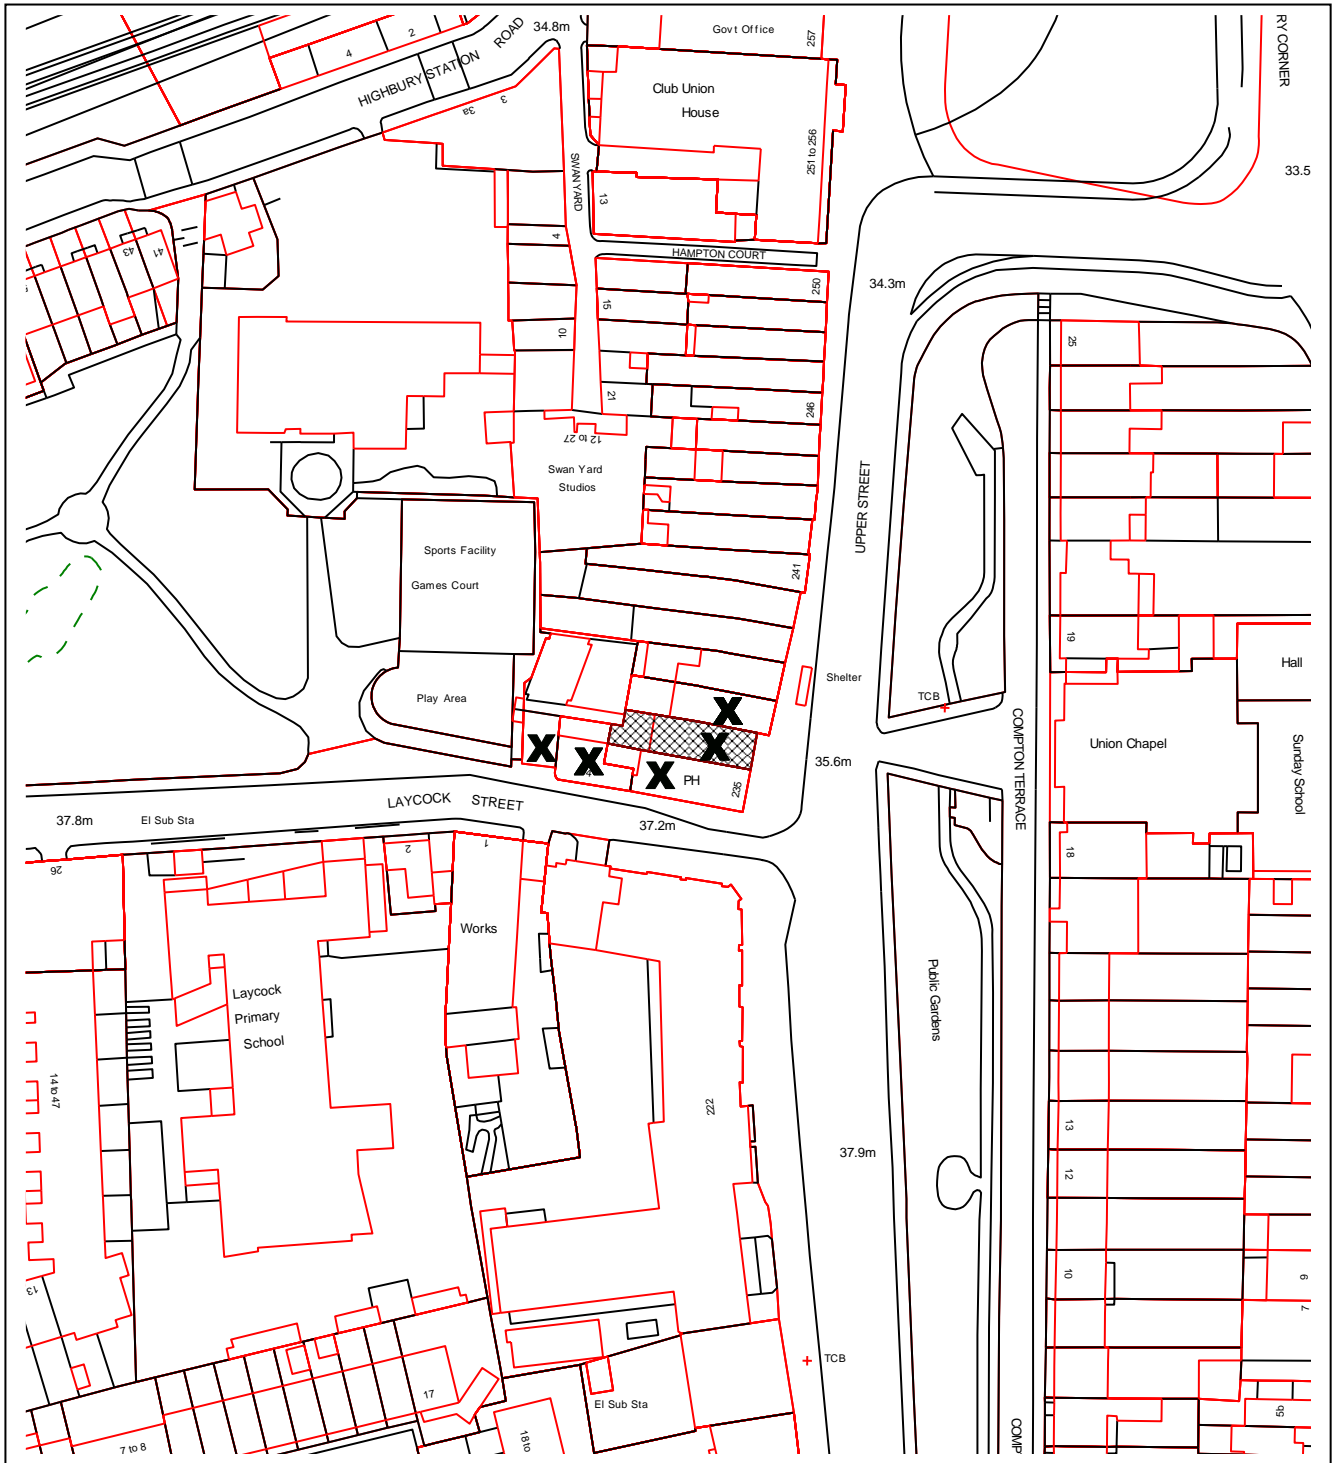 RY CORNER
34.8m
Govt Office
257
ROAD
HIGHBURY STATION
2
4
3
3a
Club Union
House
251 to 256
33.5
SWAN YARD
13
4
HAMPTON COURT
43
41
34.3m
250
15
10
25
21
246
12 to 27
Swan Yard
Studios
UPPER STREET
Sports Facility
Games Court
241
19
Hall
Shelter
Play Area
TCB
COMPTON TERRACE
Union Chapel
Sunday School
X
X
X
X
X
PH
235
35.6m
LAYCOCK STREET
37.8m
El Sub Sta
37.2m
26
2
1
18
Works
Public Gardens
Laycock
Primary
School
14 to 47
222
13
37.9m
12
10
13
6
7
TCB
17
El Sub Sta
18 to
7 to 8
5b
COMP